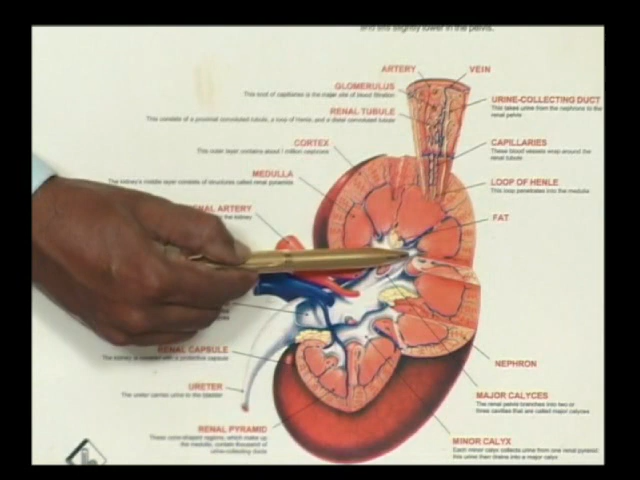 and sits slightly lower in the pelvis.
ARTERY
VEIN
GLOMERULUS
This knot of capillaries is the major site of blood filtration
URINE-COLLECTING DUCT
This takes urine from the nephrons to the
renal pelvis
RENAL TUBULE
This consists of a proximal convoluted tubule, a loop of Henle, and a distal convoluted tubule
CORTEX
This outer layer contains about 1 million nephrons
CAPILLARIES
These blood vessels wrap around the
renal tubule
MEDULLA
The kidney's middle layer consists of structures called renal pyramids
LOOP OF HENLE
This may penetrate into the medulla
NAL ARTERY
the kidney
FAT
RENAL CAPSULE
The kidney is covered with a protective capsule
NEPHRON
URETER
The ureter carries urine to the bladder
MAJOR CALYCES
The renal pelvis branches into two or
three cavities that are called major calyces
RENAL PYRAMID
These cone-shaped regions, which make up
the medulla, contain thousand of
urine-collecting ducts
MINOR CALYX
Each minor calyx collects urine from one renal pyramid
this urine then drains into a major calyx